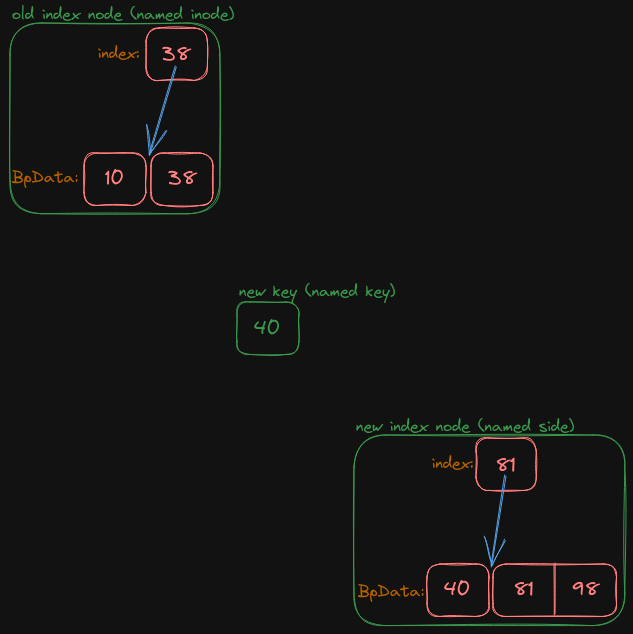 old index node (named inode)
index: 38
BpData: 10 38
new key (named key)
40
new index node (named side)
index: 81
BpData: 40 81 98